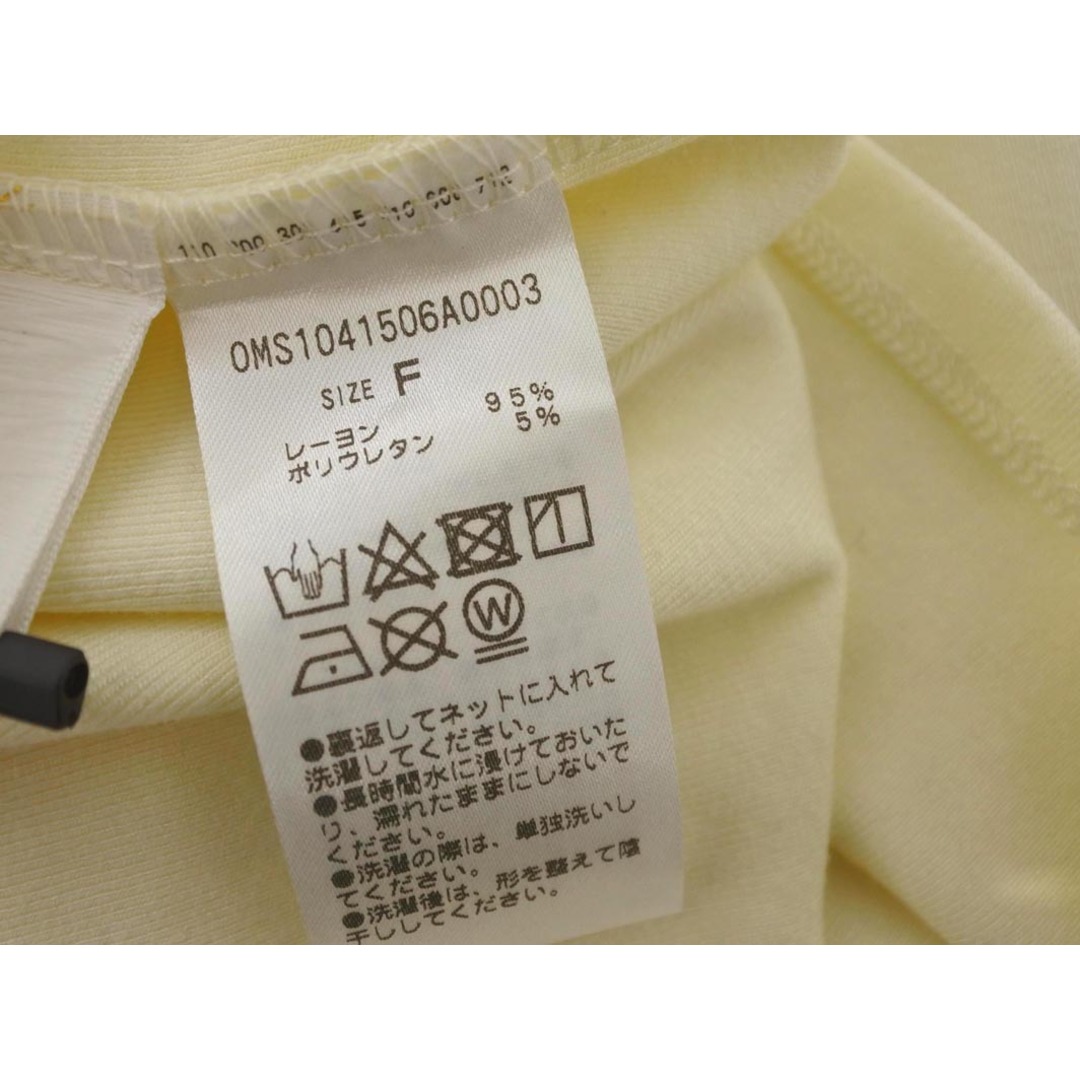 0MS1041506A0003
SIZE F
レーヨン 95%
ポリウレタン 5%
W
●裏返してネットに入れて
洗濯してください。
●長時間水に浸けておいた
り、濡れたままにしないで
ください。
●洗濯の際は、単独洗いし
てください。
●洗濯後は、形を整えて陰
干ししてください。